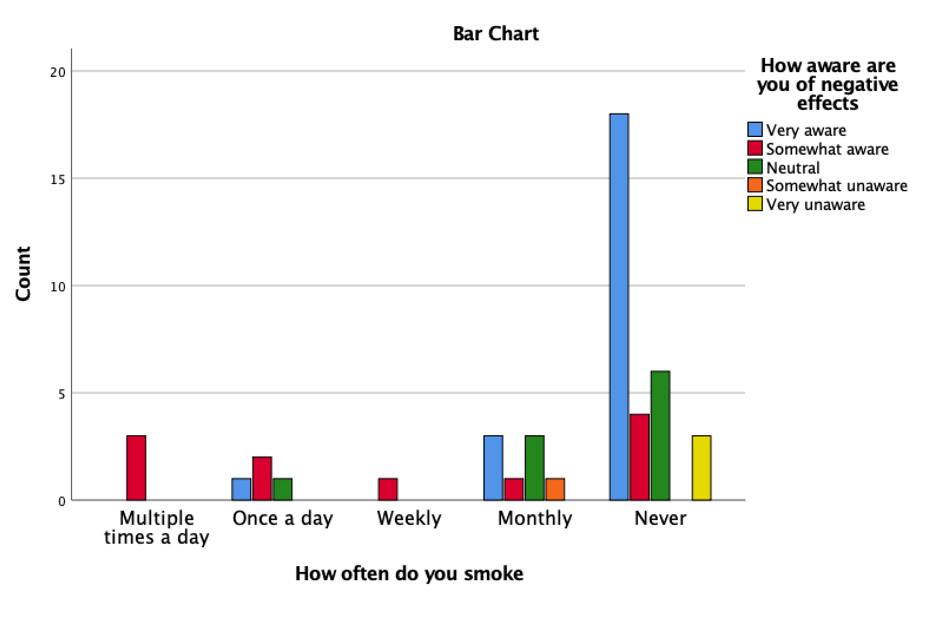 Bar Chart
How aware are
you of negative
effects
Very aware
Somewhat aware
Neutral
Somewhat unaware
Very unaware
Count
20
15
10
5
0
Multiple
times a day
Once a day
Weekly
Monthly
Never
How often do you smoke